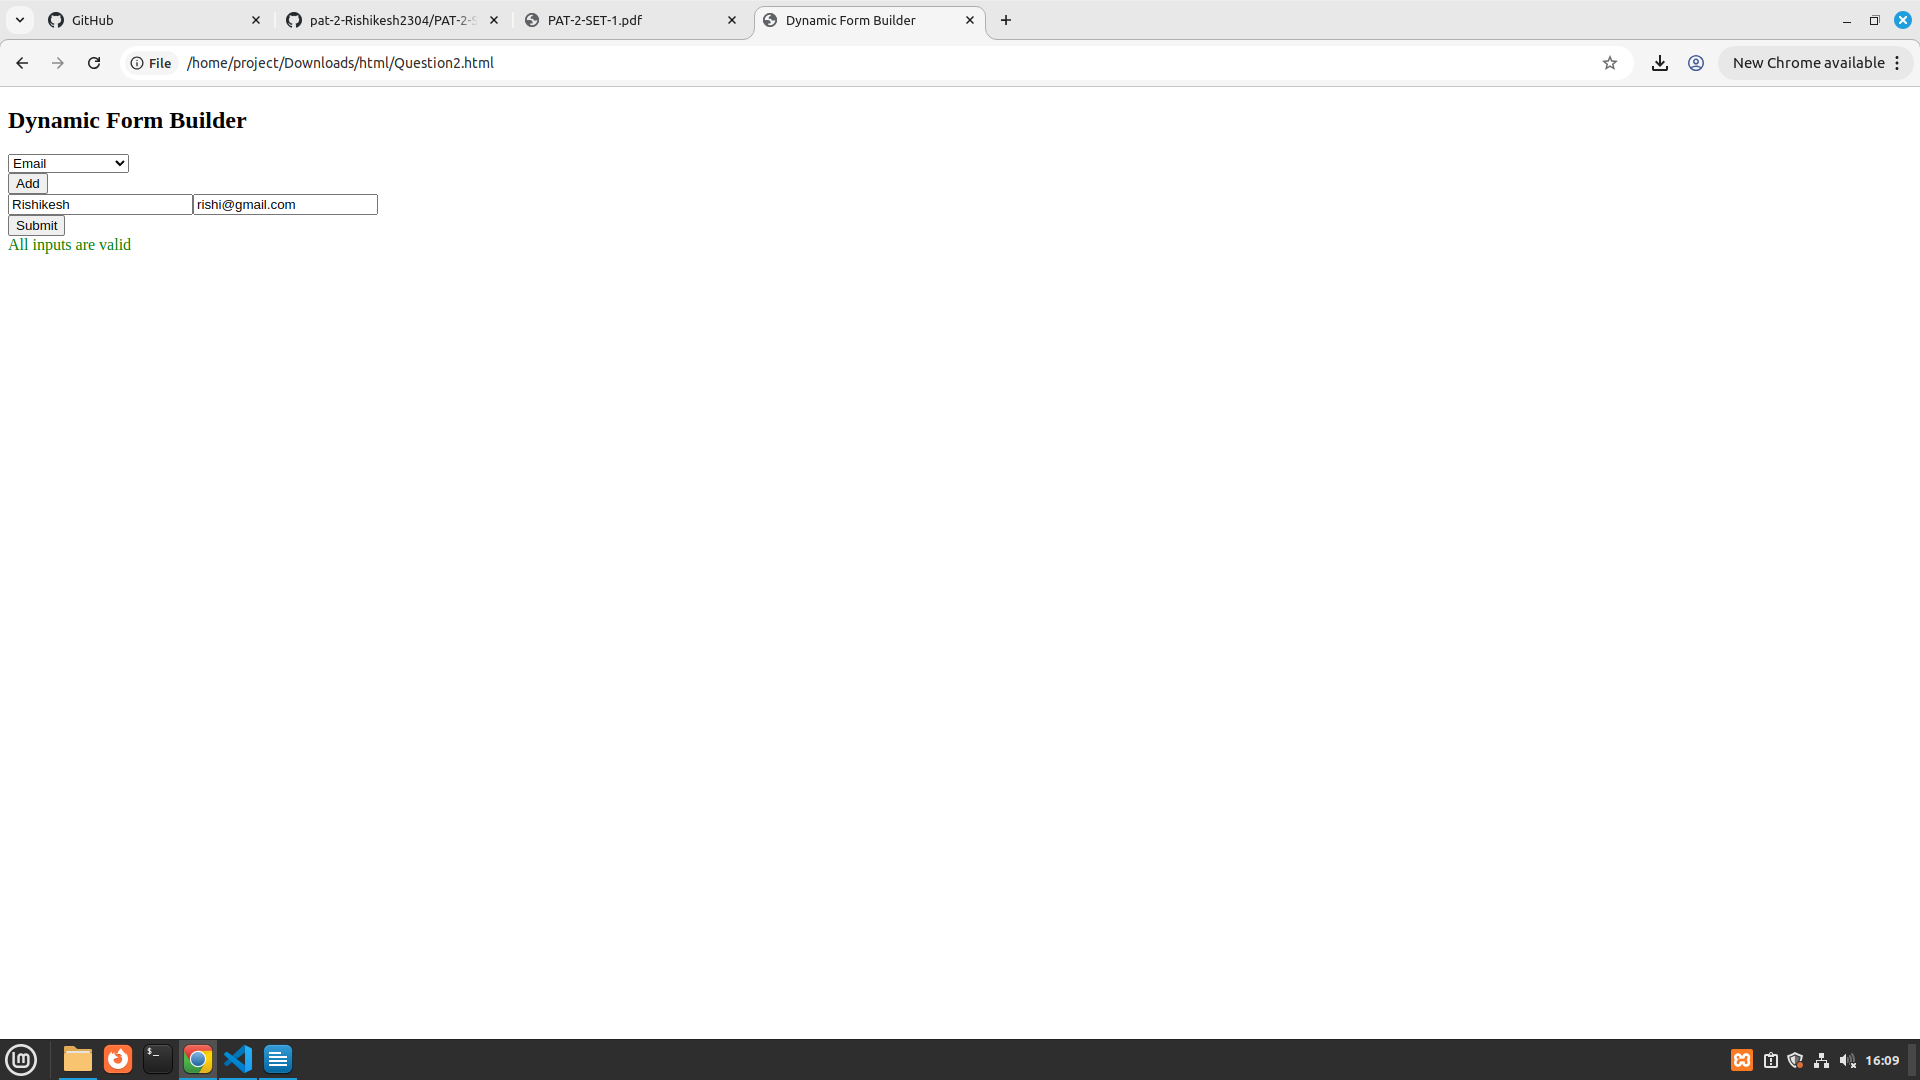 GitHub
pat-2-Rishikesh2304/PAT-2-S
PAT-2-SET-1.pdf
Dynamic Form Builder
File
/home/project/Downloads/html/Question2.html
New Chrome available
Dynamic Form Builder
Email
Add
Rishikesh rishi@gmail.com
Submit
All inputs are valid
16:09